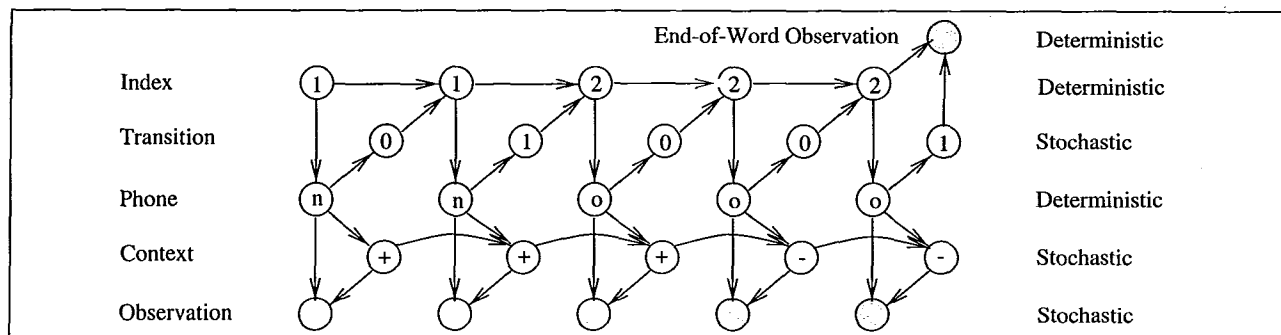 End-of-Word Observation Deterministic
Index 1 1 2 2 2 Deterministic
Transition 0 1 0 0 1 Stochastic
Phone n n o o o Deterministic
Context + + + - - Stochastic
Observation Stochastic